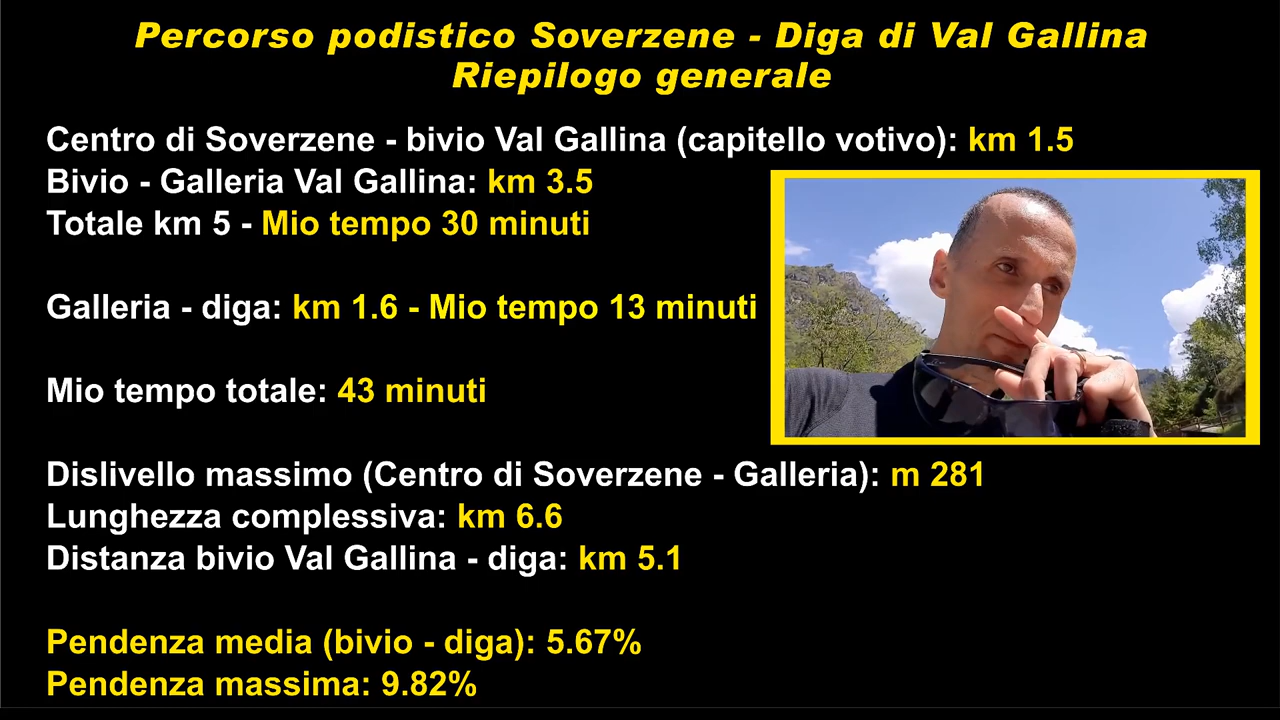 Percorso podistico Soverzene - Diga di Val Gallina
Riepilogo generale
Centro di Soverzene - bivio Val Gallina (capitello votivo): km 1.5
Bivio - Galleria Val Gallina: km 3.5
Totale km 5 - Mio tempo 30 minuti
Galleria - diga: km 1.6 - Mio tempo 13 minuti
Mio tempo totale: 43 minuti
Dislivello massimo (Centro di Soverzene - Galleria): m 281
Lunghezza complessiva: km 6.6
Distanza bivio Val Gallina - diga: km 5.1
Pendenza media (bivio - diga): 5.67%
Pendenza massima: 9.82%